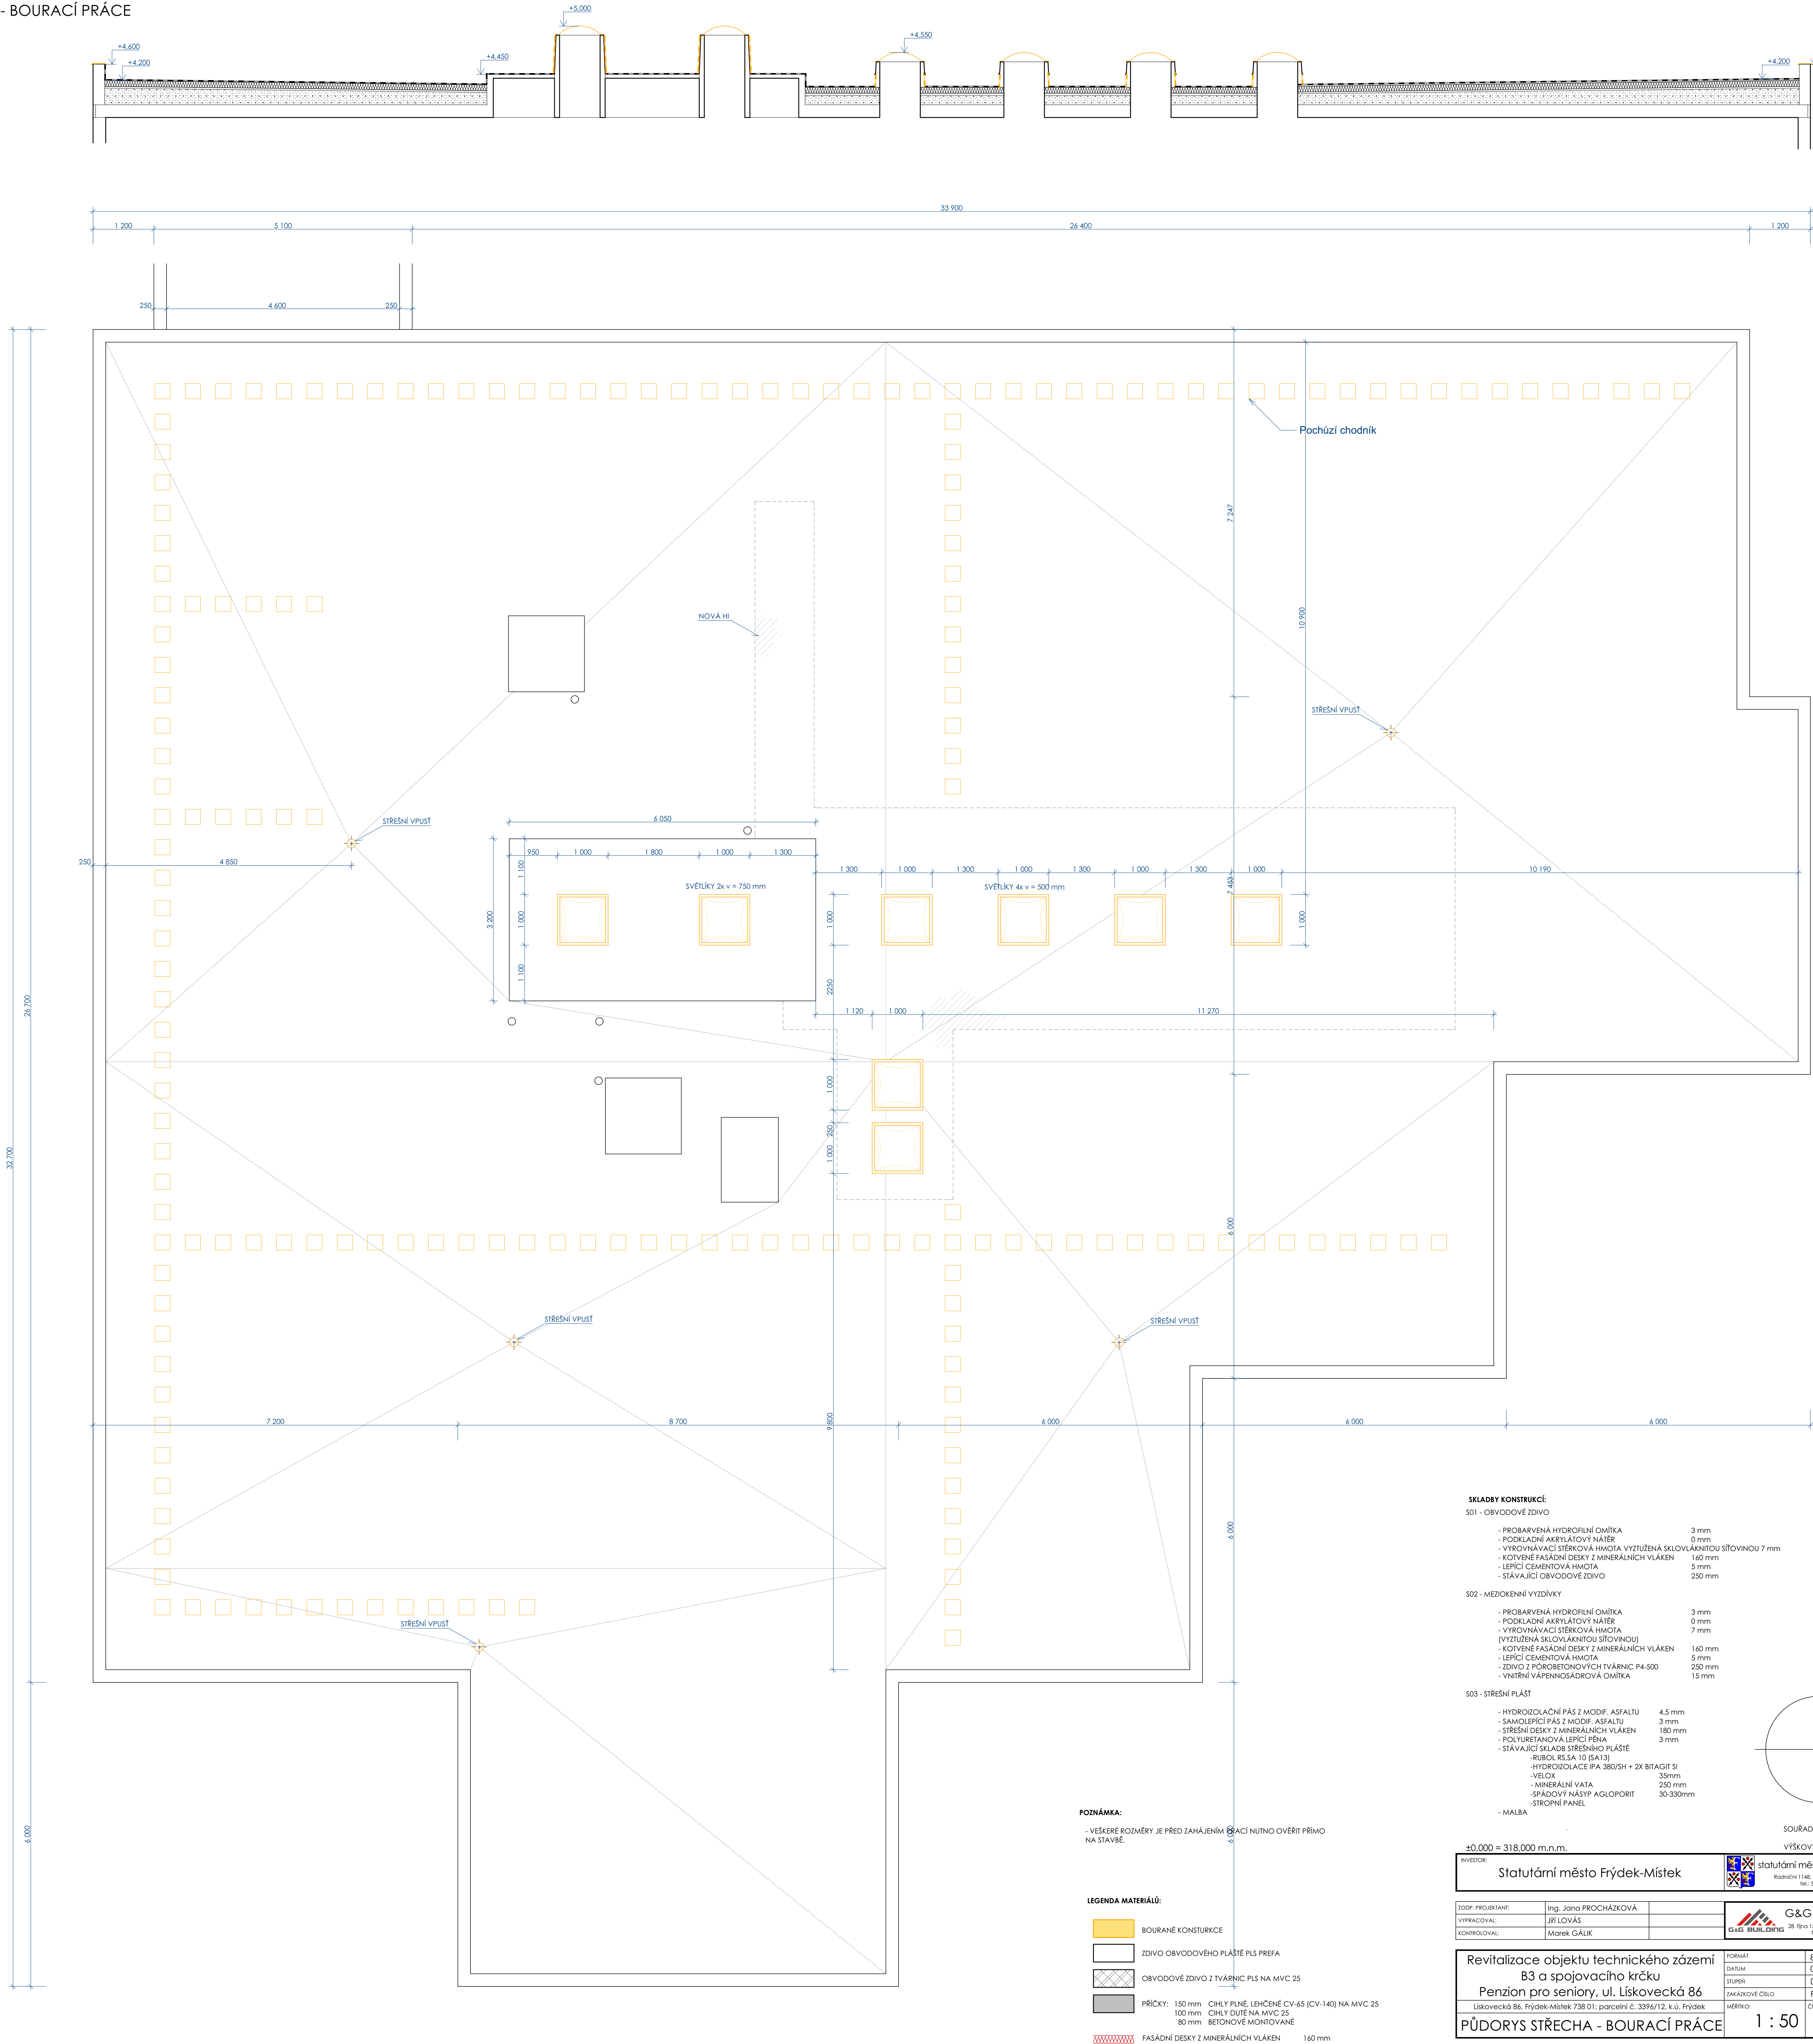 - BOURACÍ PRÁCE
+5,000
+4,600
+4,200
+4,450
+4,550
+4,200
33 900
1 200
5 100
26 400
1 200
250
4 600
250
Pochůzí chodník
7 247
10 900
NOVÁ HI
STŘEŠNÍ VPUSŤ
STŘEŠNÍ VPUSŤ
6 050
250
4 850
950
1 000
1 800
1 000
1 300
1 100
SVĚTLÍKY 2x v = 750 mm
1 300
1 000
1 300
1 000
1 300
1 000
1 300
1 000
10 190
SVĚTLÍKY 4x v = 500 mm
7 453
3 200
1 000
1 000
1 000
1 100
2250
26 700
1 120
1 000
11 270
1 000
250
1 000
32 700
6 000
STŘEŠNÍ VPUSŤ
STŘEŠNÍ VPUSŤ
7 200
8 700
9 800
6 000
6 000
6 000
6 000
STŘEŠNÍ VPUSŤ
6 000
6 000
SKLADBY KONSTRUKCÍ:
S01 - OBVODOVÉ ZDIVO
- PROBARVENÁ HYDROFILNÍ OMÍTKA 3 mm
- PODKLADNÍ AKRYLÁTOVÝ NÁTĚR 0 mm
- VYROVNÁVACÍ STĚRKOVÁ HMOTA VYZTUŽENÁ SKLOVLÁKNITOU SÍŤOVINOU 7 mm
- KOTVENÉ FASÁDNÍ DESKY Z MINERÁLNÍCH VLÁKEN 160 mm
- LEPÍCÍ CEMENTOVÁ HMOTA 5 mm
- STÁVAJÍCÍ OBVODOVÉ ZDIVO 250 mm
S02 - MEZIOKENNÍ VYZDÍVKY
- PROBARVENÁ HYDROFILNÍ OMÍTKA 3 mm
- PODKLADNÍ AKRYLÁTOVÝ NÁTĚR 0 mm
- VYROVNÁVACÍ STĚRKOVÁ HMOTA 7 mm
(VYZTUŽENÁ SKLOVLÁKNITOU SÍŤOVINOU)
- KOTVENÉ FASÁDNÍ DESKY Z MINERÁLNÍCH VLÁKEN 160 mm
- LEPÍCÍ CEMENTOVÁ HMOTA 5 mm
- ZDIVO Z PÓROBETONOVÝCH TVÁRNIC P4-500 250 mm
- VNITŘNÍ VÁPENNOSÁDROVÁ OMÍTKA 15 mm
S03 - STŘEŠNÍ PLÁŠŤ
- HYDROIZOLAČNÍ PÁS Z MODIF. ASFALTU 4,5 mm
- SAMOLEPÍCÍ PÁS Z MODIF. ASFALTU 3 mm
- STŘEŠNÍ DESKY Z MINERÁLNÍCH VLÁKEN 180 mm
- POLYURETANOVÁ LEPÍCÍ PĚNA 3 mm
- STÁVAJÍCÍ SKLADB STŘEŠNÍHO PLÁŠTĚ
-RUBOL RS,SA 10 (SA13)
-HYDROIZOLACE IPA 380/SH + 2X BITAGIT SI
-VELOX 35mm
- MINERÁLNÍ VATA 250 mm
-SPÁDOVÝ NÁSYP AGLOPORIT 30-330mm
-STROPNÍ PANEL
- MALBA
POZNÁMKA:
- VEŠKERÉ ROZMĚRY JE PŘED ZAHÁJENÍM PRACÍ NUTNO OVĚŘIT PŘÍMO
NA STAVBĚ.
SOUŘAD
VÝŠKOV
±0,000 = 318,000 m.n.m.
INVESTOR:
Statutární město Frýdek-Místek
statutární měs
Radniční 1148,
tel.: 5
LEGENDA MATERIÁLŮ:
BOURANÉ KONSTURKCE
ZDIVO OBVODOVÉHO PLÁŠTĚ PLS PREFA
OBVODOVÉ ZDIVO Z TVÁRNIC PLS NA MVC 25
PŘÍČKY: 150 mm CIHLY PLNÉ, LEHČENÉ CV-65 (CV-140) NA MVC 25
100 mm CIHLY DUTÉ NA MVC 25
80 mm BETONOVÉ MONTOVANÉ
FASÁDNÍ DESKY Z MINERÁLNÍCH VLÁKEN 160 mm
ZODP. PROJEKTANT: Ing. Jana PROCHÁZKOVÁ
VYPRACOVAL: Jiří LOVÁS
KONTROLOVAL: Marek GÁLIK
G&G BUILDING
G&G
28. října 1
Revitalizace objektu technického zázemí
B3 a spojovacího krčku
Penzion pro seniory, ul. Lískovecká 86
Lískovecká 86, Frýdek-Místek 738 01; parcelní č. 3396/12, k.ú. Frýdek
PŮDORYS STŘECHA - BOURACÍ PRÁCE
FORMÁT
DATUM
STUPEŇ
ZAKÁZKOVÉ ČÍSLO
MĚŘÍTKO:
1 : 50